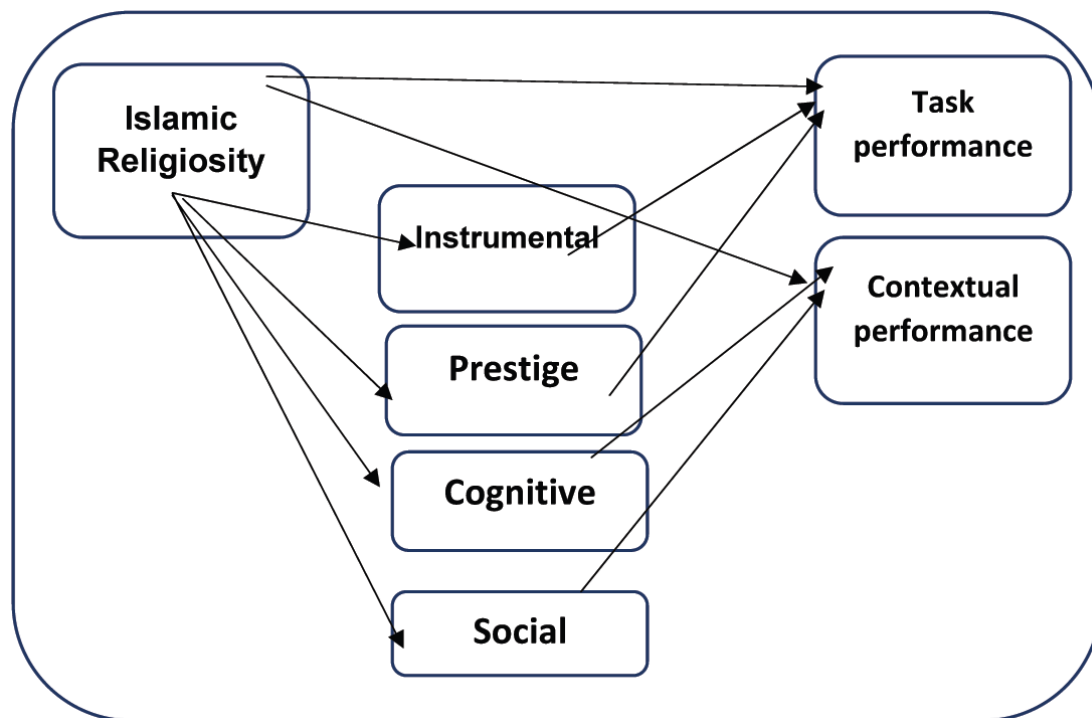 Islamic
Religiosity
Task
performance
Instrumental
Contextual
performance
Prestige
Cognitive
Social